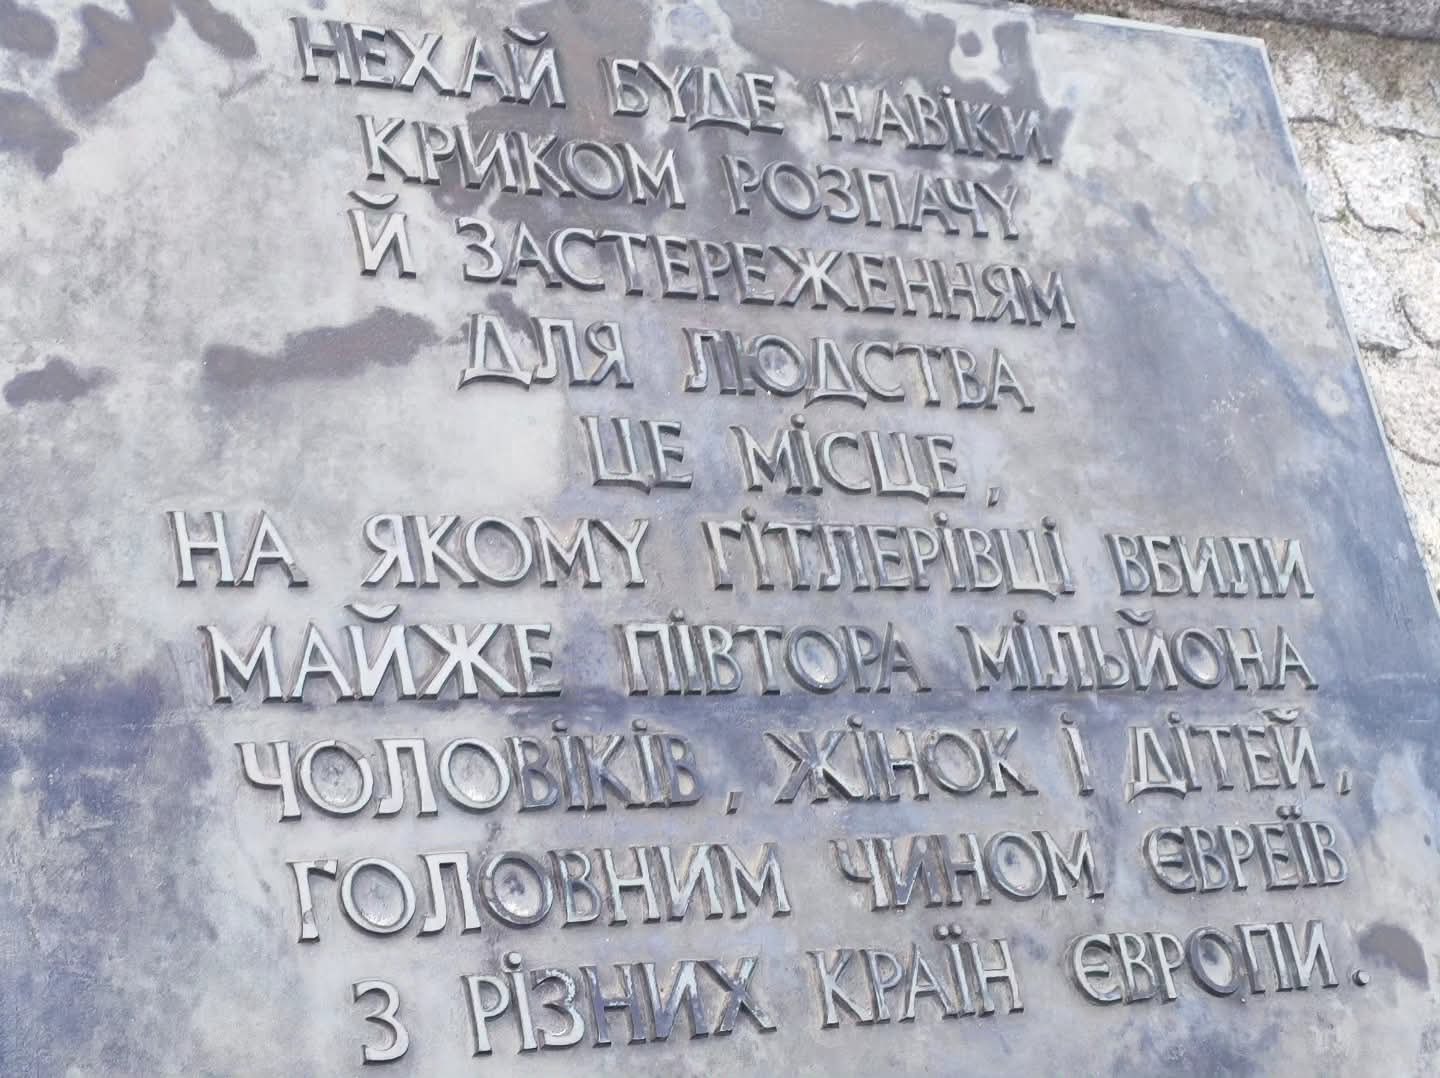 НЕХАЙ БУДЕ НАВІКИ
КРИКОМ РОЗПАЧУ
Й ЗАСТЕРЕЖЕННЯМ
ДЛЯ ЛЮДСТВА
ЦЕ МІСЦЕ,
НА ЯКОМУ ГІТЛЕРІВЦІ ВБИЛИ
МАЙЖЕ ПІВТОРА МІЛЬЙОНА
ЧОЛОВІКІВ, ЖІНОК І ДІТЕЙ,
ГОЛОВНИМ ЧИНОМ ЄВРЕЇВ
З РІЗНИХ КРАЇН ЄВРОПИ.